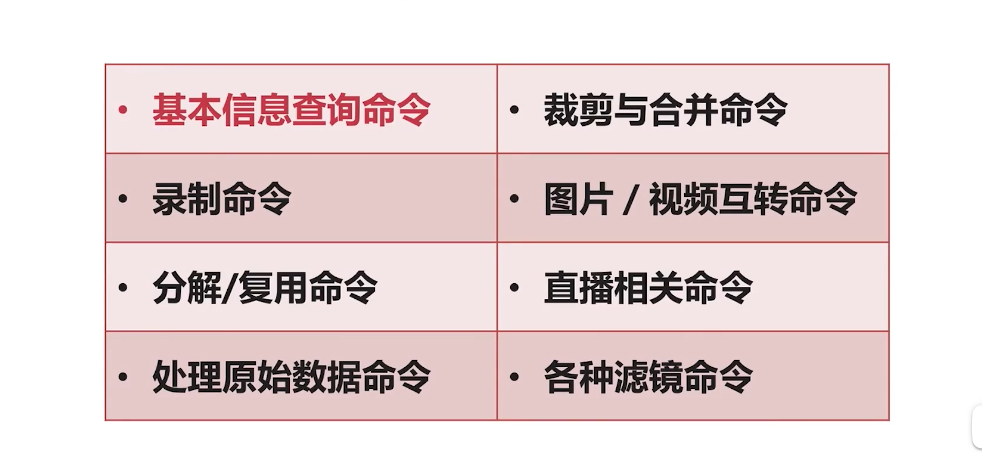 • 基本信息查询命令
• 裁剪与合并命令
• 录制命令
• 图片 / 视频互转命令
• 分解/复用命令
• 直播相关命令
• 处理原始数据命令
• 各种滤镜命令